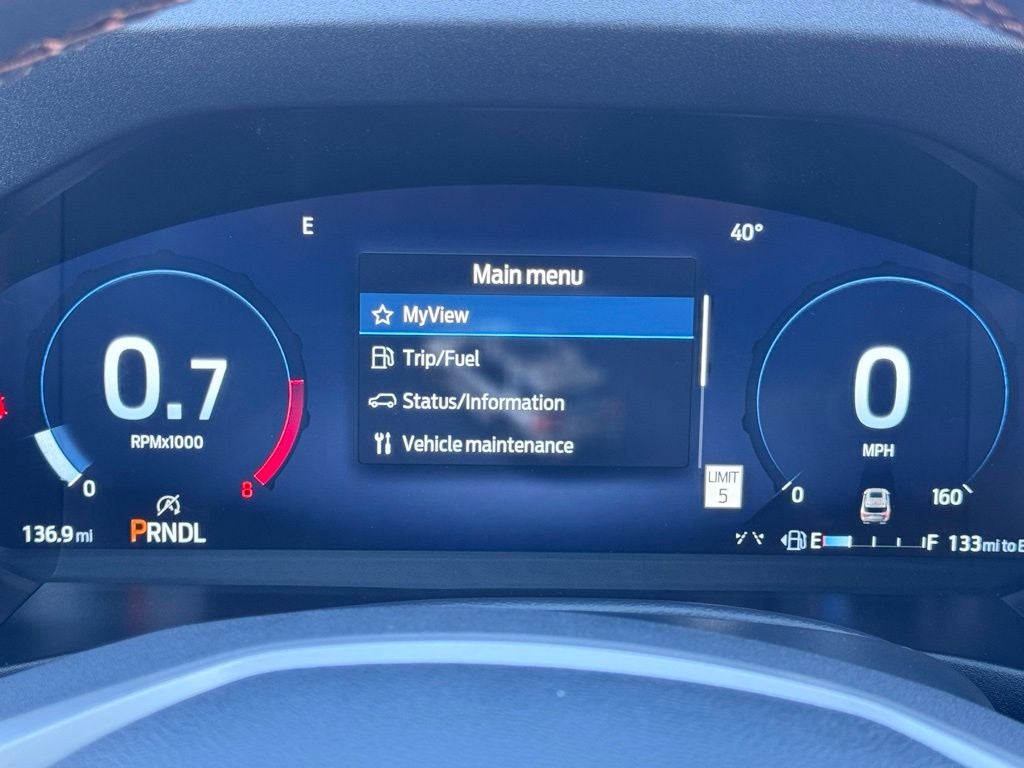 E
40°
Main menu
MyView
Trip/Fuel
Status/Information
Vehicle maintenance
0.7
RPMx1000
0
8
0
MPH
0
160
LIMIT
5
136.9 mi
PRNDL
E
F
133 mi to E